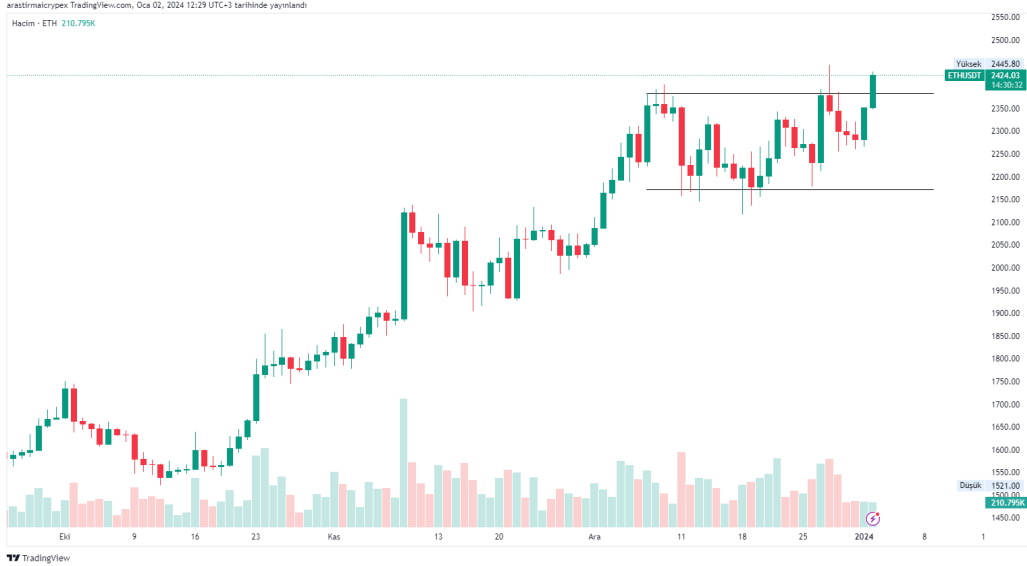 arastirmaicrypex TradingView.com, Oca 02, 2024 12:29 UTC+3 tarihinde yayınlandı
Hacim - ETH 210.795K
2550.00
2500.00
Yüksek 2445.80
ETHUSDT 2424.03
14:30:32
2350.00
2300.00
2250.00
2200.00
2150.00
2100.00
2050.00
2000.00
1950.00
1900.00
1850.00
1800.00
1750.00
1700.00
1650.00
1600.00
1550.00
Düşük 1521.00
1500.00
210.795K
1450.00
Eki 9 16 23 Kas 13 20 Ara 11 18 25 2024 8 1
TradingView